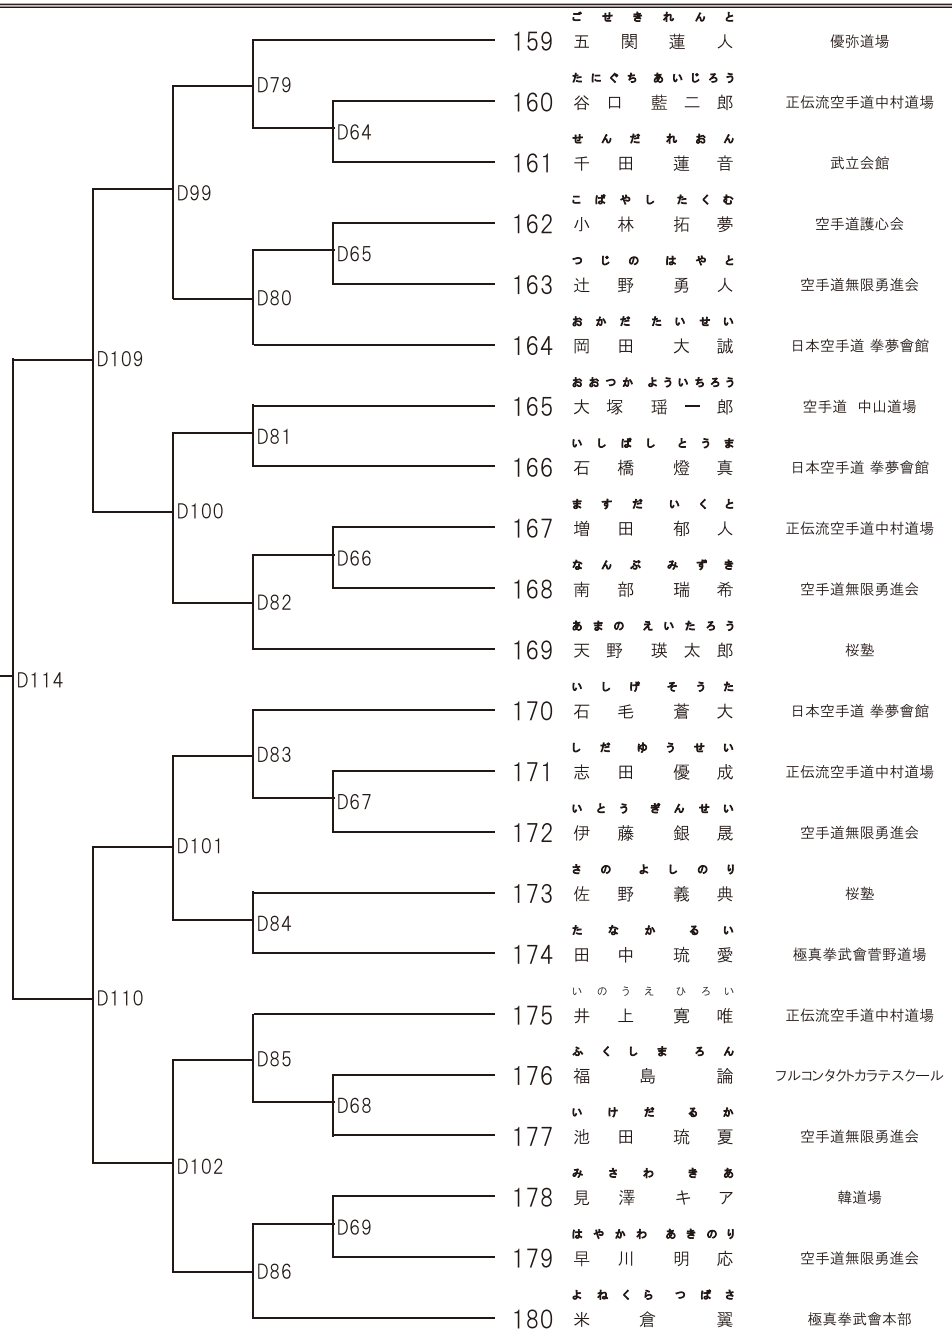 ごせきれんと
159 五関蓮人 優弥道場
D79
たにぐち あいじろう
160 谷口 藍二郎 正伝流空手道中村道場
D64
せんだ れおん
161 千田 蓮音 武立会館
D99
こばやし たくむ
162 小林 拓夢 空手道護心会
D65
つじの はやと
163 辻野 勇人 空手道無限勇進会
D80
おかだ たいせい
164 岡田 大誠 日本空手道 拳夢會館
D109
おおつか よういちろう
165 大塚 瑶一郎 空手道 中山道場
D81
いしばし とうま
166 石橋 燈真 日本空手道 拳夢會館
D100
ますだ いくと
167 増田 郁人 正伝流空手道中村道場
D66
なんぶ みずき
168 南部 瑞希 空手道無限勇進会
D82
あまの えいたろう
169 天野 瑛太郎 桜塾
D114
いしげ そうた
170 石毛 蒼大 日本空手道 拳夢會館
D83
しだ ゆうせい
171 志田 優成 正伝流空手道中村道場
D67
いとう ぎんせい
172 伊藤 銀晟 空手道無限勇進会
D101
さの よしのり
173 佐野 義典 桜塾
D84
たなか るい
174 田中 琉愛 極真拳武會菅野道場
D110
いのうえ ひろい
175 井上 寛唯 正伝流空手道中村道場
D85
ふくしま ろん
176 福島 論 フルコンタクトカラテスクール
D68
いけだ るか
177 池田 琉夏 空手道無限勇進会
D102
みさわ きあ
178 見澤 キア 韓道場
D69
はやかわ あきのり
179 早川 明応 空手道無限勇進会
D86
よねくら つばさ
180 米倉 翼 極真拳武會本部